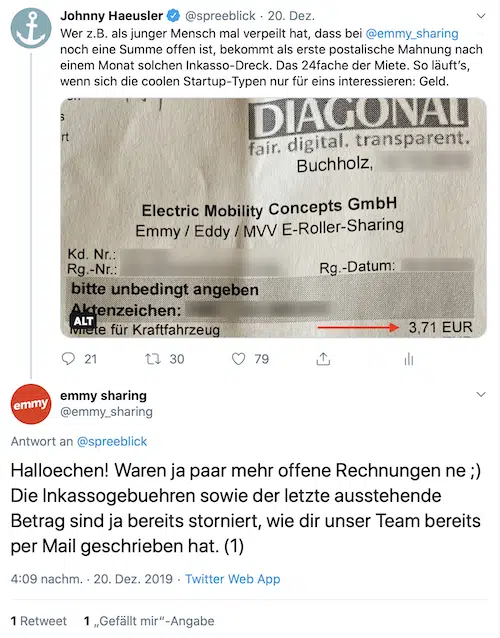 Johnny Haeusler @spreeblick · 20. Dez.
Wer z.B. als junger Mensch mal verpeilt hat, dass bei @emmy_sharing
noch eine Summe offen ist, bekommt als erste postalische Mahnung nach
einem Monat solchen Inkasso-Dreck. Das 24fache der Miete. So läuft's,
wenn sich die coolen Startup-Typen nur für eins interessieren: Geld.
DIAGONAL
fair. digital. transparent.
rt
Buchholz,
Electric Mobility Concepts GmbH
Emmy / Eddy / MVV E-Roller-Sharing
Kd. Nr.:
Rg.-Nr.: Rg.-Datum:
bitte unbedingt angeben
Aktenzeichen:
ALT
Miete für Kraftfahrzeug 3,71 EUR
21 30 79
emmy
emmy sharing
@emmy_sharing
Antwort an @spreeblick
Halloechen! Waren ja paar mehr offene Rechnungen ne ;)
Die Inkassogebuehren sowie der letzte ausstehende
Betrag sind ja bereits storniert, wie dir unser Team bereits
per Mail geschrieben hat. (1)
4:09 nachm. · 20. Dez. 2019 · Twitter Web App
1 Retweet 1 „Gefällt mir"-Angabe